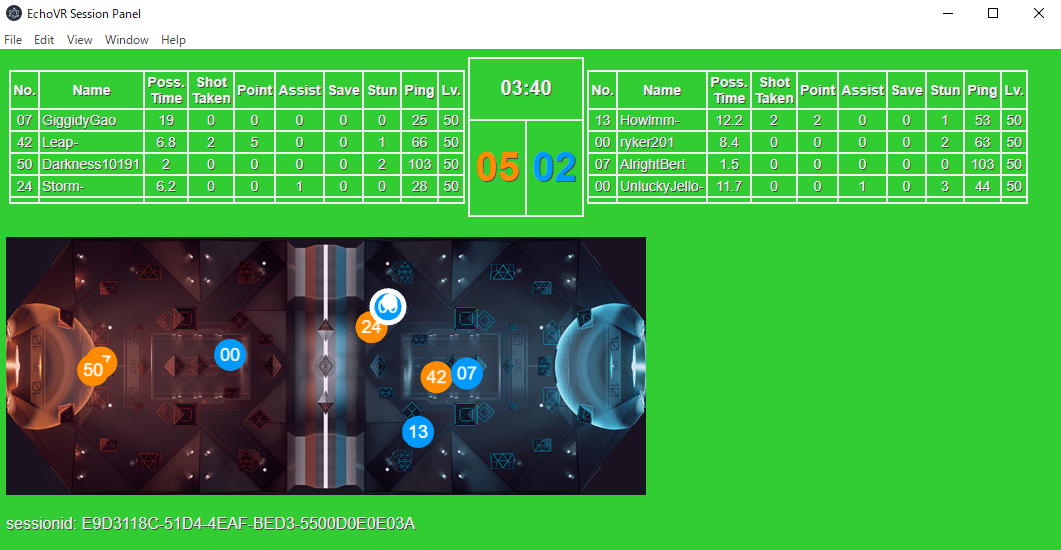 EchoVR Session Panel
File Edit View Window Help
No. Name Poss. Time Shot Taken Point Assist Save Stun Ping Lv.
07 GiggidyGao 19 0 0 0 0 0 25 50
42 Leap- 6.8 2 5 0 0 1 66 50
50 Darkness10191 2 0 0 0 0 2 103 50
24 Storm- 6.2 0 0 1 0 0 28 50
03:40
05 02
No. Name Poss. Time Shot Taken Point Assist Save Stun Ping Lv.
13 Howlmm- 12.2 2 2 0 0 1 53 50
00 ryker201 8.4 0 0 0 0 2 63 50
07 AlrightBert 1.5 0 0 0 0 0 103 50
00 UnluckyJello- 11.7 0 0 1 0 3 44 50
24
00
50
42 07
13
sessionid: E9D3118C-51D4-4EAF-BED3-5500D0E0E03A